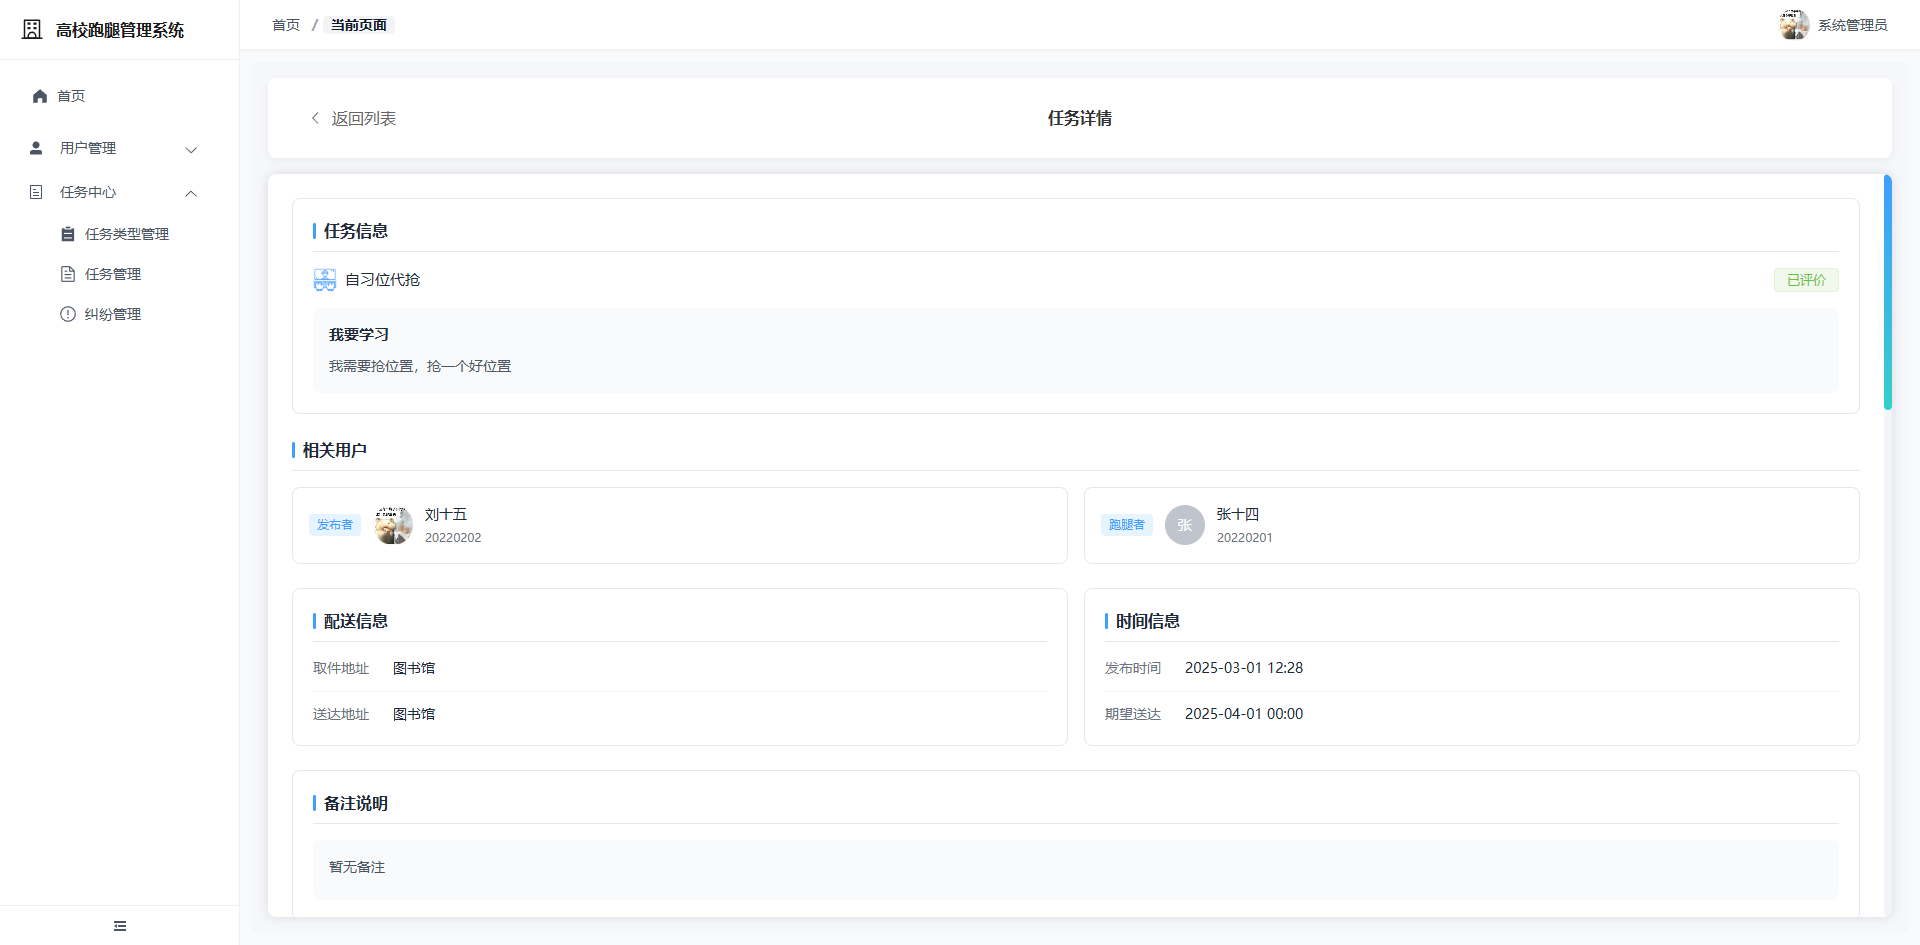 高校跑腿管理系统
首页 / 当前页面
系统管理员
首页
用户管理
任务中心
任务类型管理
任务管理
纠纷管理
返回列表
任务详情
任务信息
自习位代抢
已评价
我要学习
我需要抢位置，抢一个好位置
相关用户
发布者
刘十五
20220202
跑腿者
张
张十四
20220201
配送信息
取件地址 图书馆
送达地址 图书馆
时间信息
发布时间 2025-03-01 12:28
期望送达 2025-04-01 00:00
备注说明
暂无备注